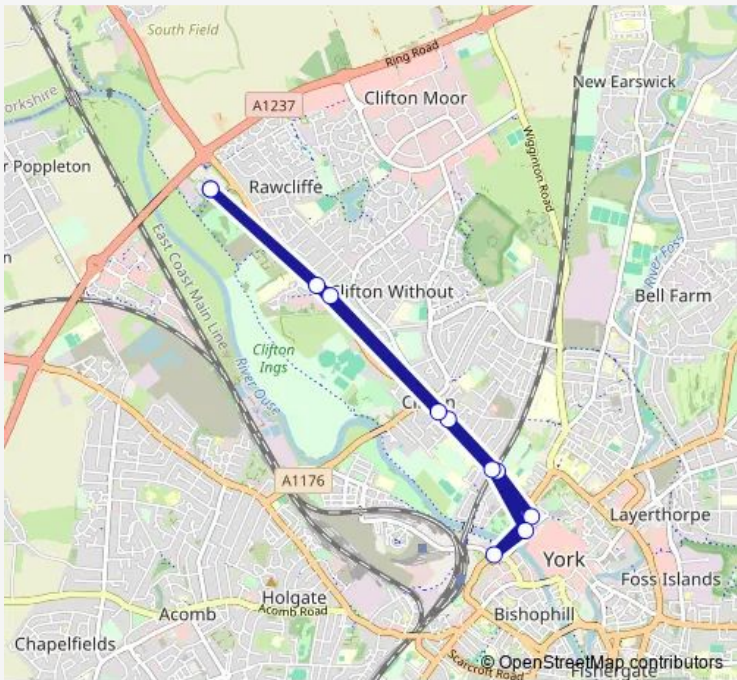 South Field
Ring Road
A1237
Clifton Moor
New Earswick
orkshire
r Poppleton
Wigginton Road
Rawcliffe
River Foss
East Coast Main Line
Clifton Without
Bell Farm
n
Clifton
Ings
River Ouse
A1176
Layerthorpe
York
Foss Islands
Holgate
Acomb
Acomb Road
Bishophill
Chapelfields
Scarcroft Road
Fishergate
© OpenStreetMap contributors